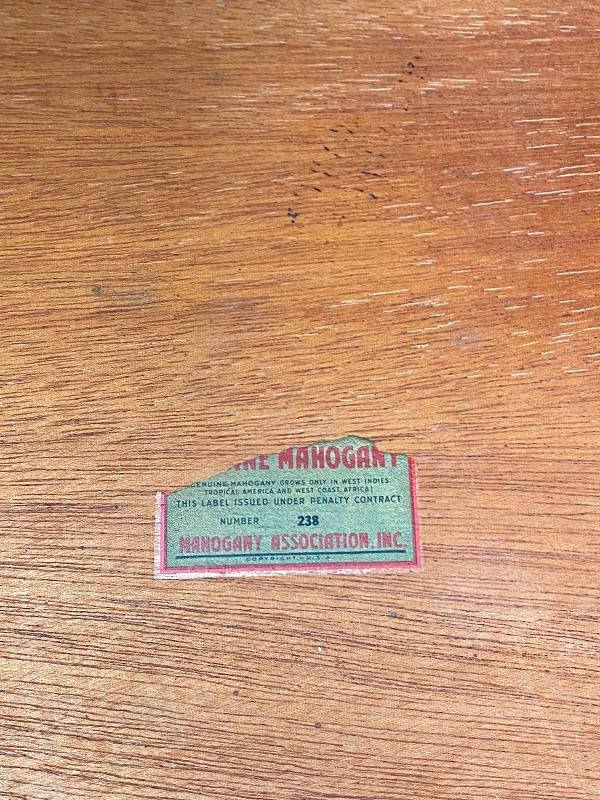 INE MAHOGANY
GENUINE MAHOGANY GROWS ONLY IN WEST INDIES,
TROPICAL AMERICA AND WEST COAST AFRICA)
THIS LABEL ISSUED UNDER PENALTY CONTRACT
NUMBER 238
MAHOGANY ASSOCIATION, INC.
COPYRIGHT U.S.A.